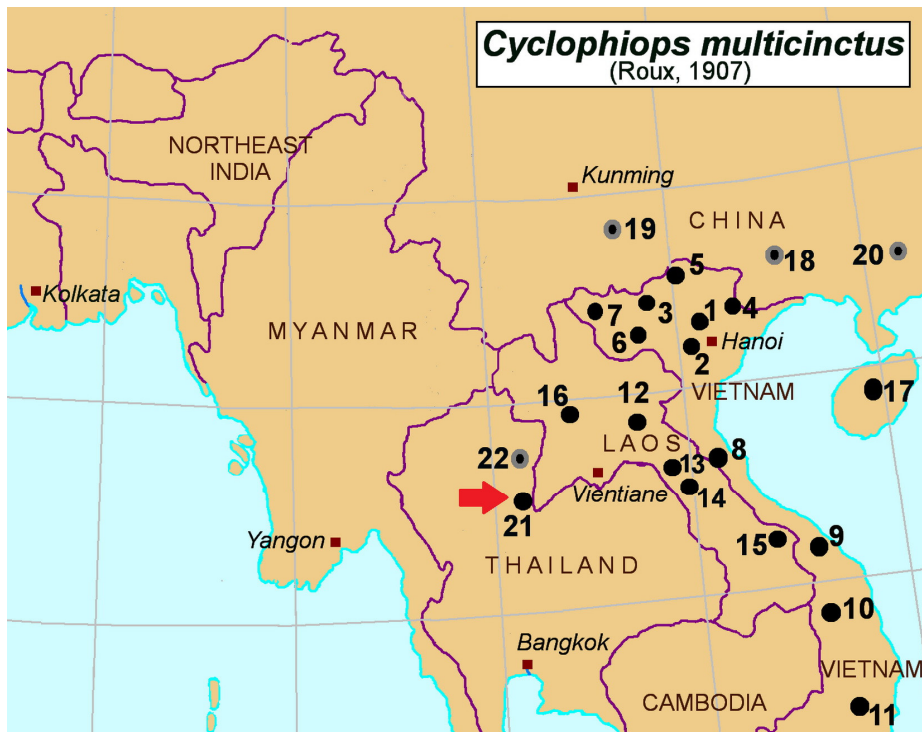 Cyclophiops multicinctus
(Roux, 1907)
NORTHEAST
INDIA
Kunming
CHINA
19
18
20
5
Kolkata
MYANMAR
7
3
1
4
6
2
Hanoi
VIETNAM
17
16
12
LAOS
8
22
13
Vientiane
14
21
Yangon
THAILAND
15
9
10
Bangkok
VIETNAM
CAMBODIA
11